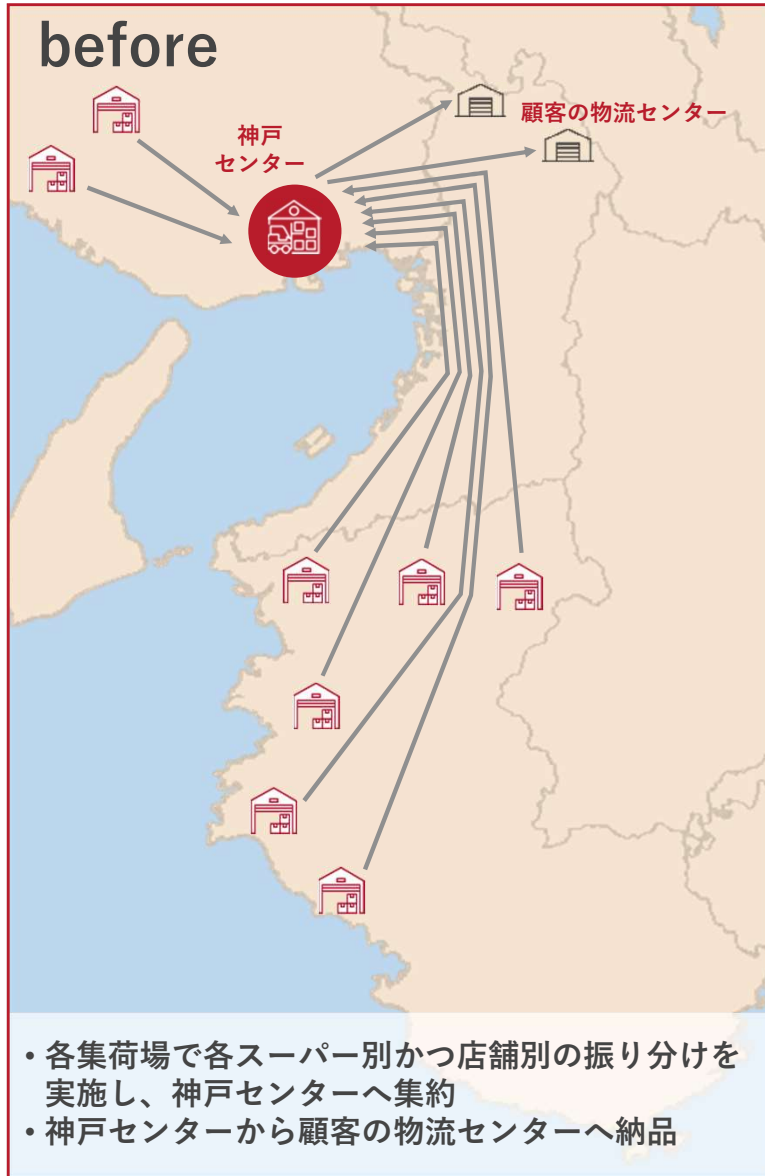 before
神戸
センター
顧客の物流センター
・各集荷場で各スーパー別かつ店舗別の振り分けを
実施し、神戸センターへ集約
・神戸センターから顧客の物流センターへ納品